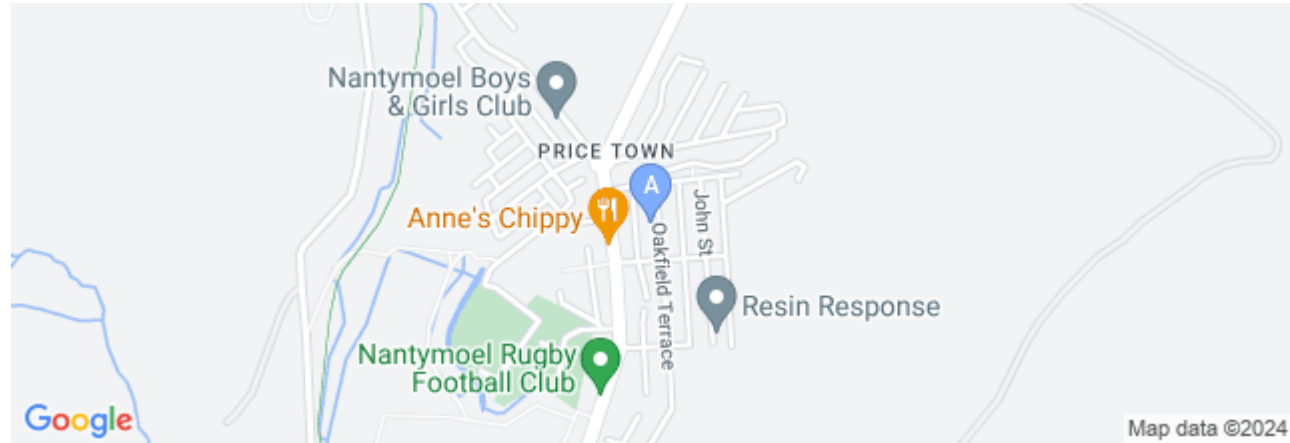 Nantymoel Boys
& Girls Club
PRICE TOWN
A
John St
Anne's Chippy
Oakfield Terrace
Resin Response
Nantymoel Rugby
Football Club
Google
Map data ©2024